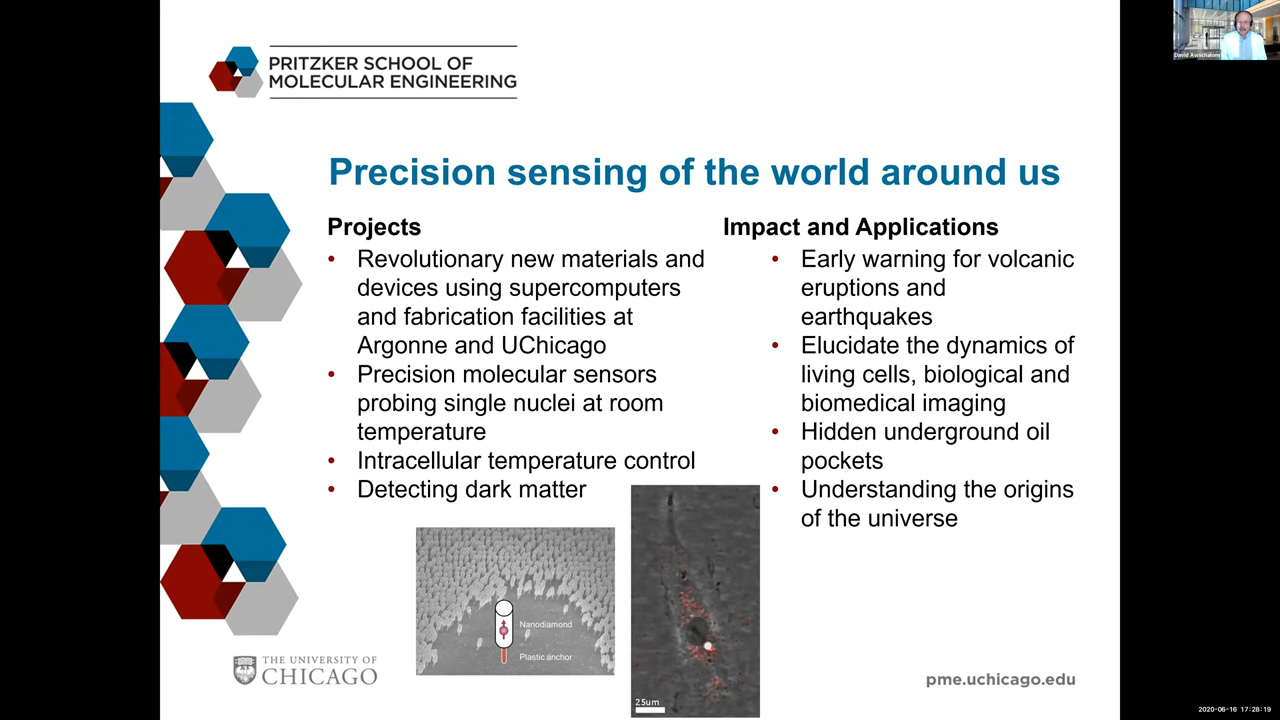 David Awschalom
PRITZKER SCHOOL OF
MOLECULAR ENGINEERING
Precision sensing of the world around us
Projects
• Revolutionary new materials and
devices using supercomputers
and fabrication facilities at
Argonne and UChicago
• Precision molecular sensors
probing single nuclei at room
temperature
• Intracellular temperature control
• Detecting dark matter
Impact and Applications
• Early warning for volcanic
eruptions and
earthquakes
• Elucidate the dynamics of
living cells, biological and
biomedical imaging
• Hidden underground oil
pockets
• Understanding the origins
of the universe
Nanodiamond
Plastic anchor
25um
THE UNIVERSITY OF
CHICAGO
pme.uchicago.edu
2020-06-16 17:28:19